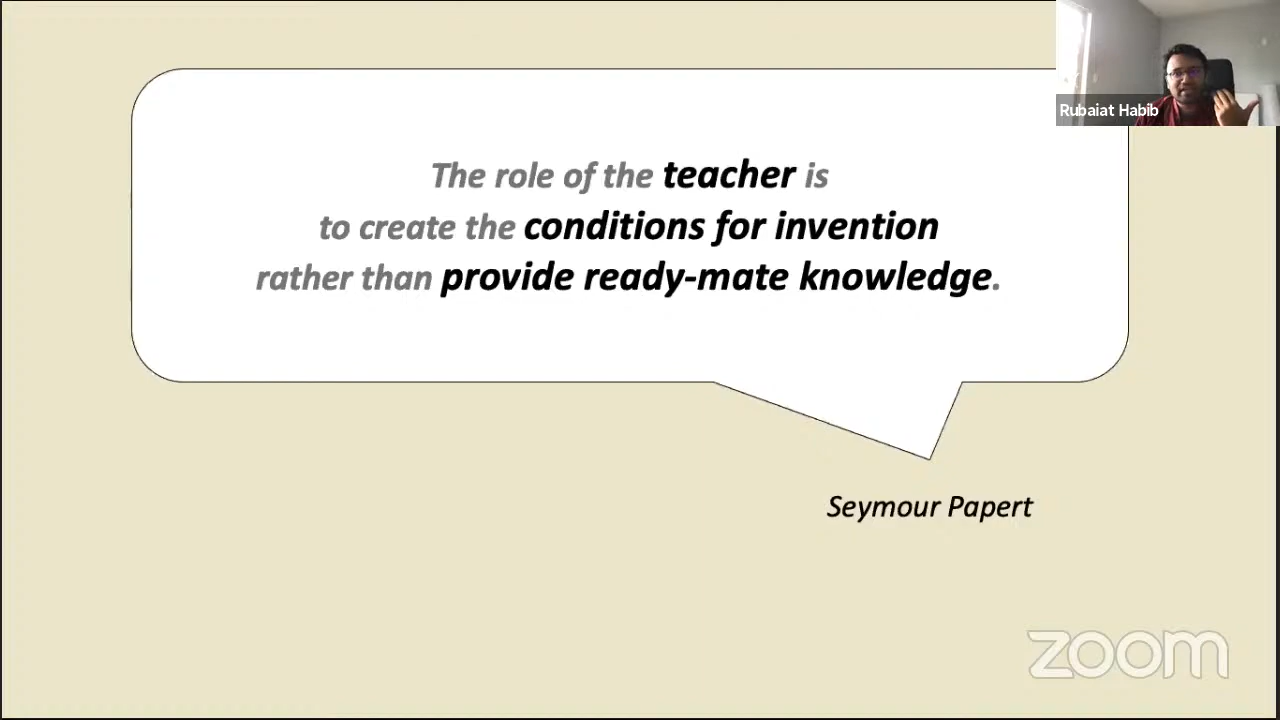 Rubaiat Habib
The role of the teacher is
to create the conditions for invention
rather than provide ready-mate knowledge.
Seymour Papert
zoom